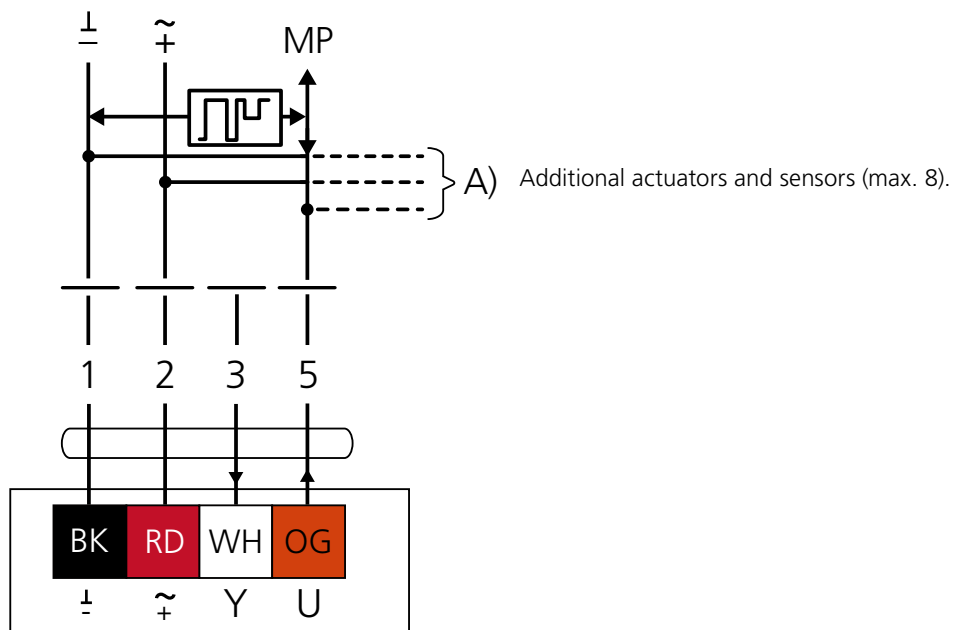 MP
A) Additional actuators and sensors (max. 8).
1 2 3 5
BK RD WH OG
Y U